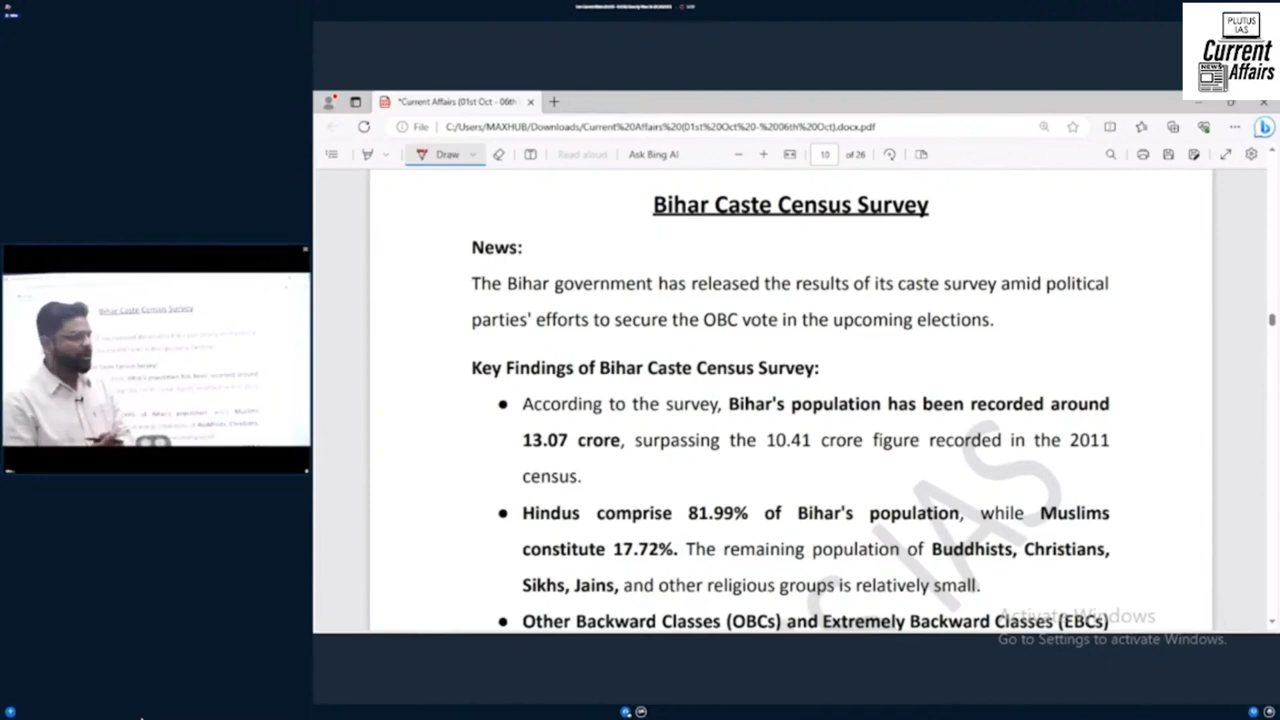 PLUTUS
IAS
Current
NEWS
Affairs
*Current Affairs (01st Oct - 06th
File
C:/Users/MAXHUB/Downloads/Current%20Affairs%20(01st%20Oct%20-%2006th%20Oct).docx.pdf
Draw
Read aloud
Ask Bing AI
10
of 26
Bihar Caste Census Survey
News:
The Bihar government has released the results of its caste survey amid political
parties' efforts to secure the OBC vote in the upcoming elections.
Key Findings of Bihar Caste Census Survey:
● According to the survey, Bihar's population has been recorded around
13.07 crore, surpassing the 10.41 crore figure recorded in the 2011
census.
● Hindus comprise 81.99% of Bihar's population, while Muslims
constitute 17.72%. The remaining population of Buddhists, Christians,
Sikhs, Jains, and other religious groups is relatively small.
● Other Backward Classes (OBCs) and Extremely Backward Classes (EBCs)
IAS
Activate Windows
Go to Settings to activate Windows.
Bihar Caste Census Survey